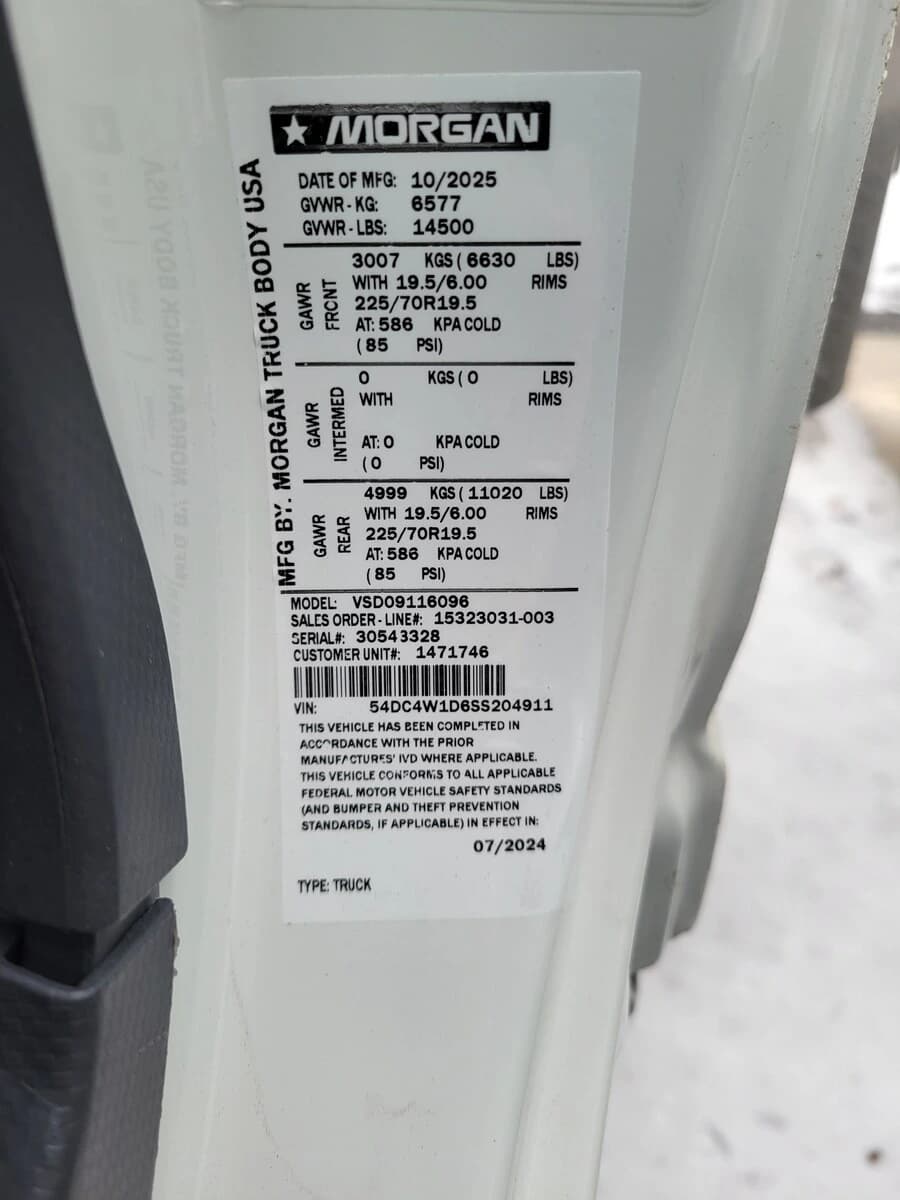 MORGAN
MFG BY: MORGAN TRUCK BODY USA
DATE OF MFG: 10/2025
GVWR - KG: 6577
GVWR - LBS: 14500
GAWR FRONT
3007 KGS ( 6630 LBS)
WITH 19.5/6.00 RIMS
225/70R19.5
AT: 586 KPA COLD
( 85 PSI)
GAWR INTERMED
0 KGS ( 0 LBS)
WITH RIMS
AT: 0 KPA COLD
( 0 PSI)
GAWR REAR
4999 KGS ( 11020 LBS)
WITH 19.5/6.00 RIMS
225/70R19.5
AT: 586 KPA COLD
( 85 PSI)
MODEL: VSD09116096
SALES ORDER - LINE#: 15323031-003
SERIAL#: 30543328
CUSTOMER UNIT#: 1471746
VIN: 54DC4W1D6SS204911
THIS VEHICLE HAS BEEN COMPLETED IN
ACCORDANCE WITH THE PRIOR
MANUFACTURES' IVD WHERE APPLICABLE.
THIS VEHICLE CONFORMS TO ALL APPLICABLE
FEDERAL MOTOR VEHICLE SAFETY STANDARDS
(AND BUMPER AND THEFT PREVENTION
STANDARDS, IF APPLICABLE) IN EFFECT IN:
07/2024
TYPE: TRUCK